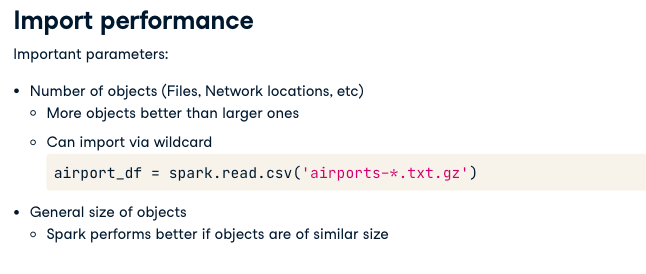 Import performance
Important parameters:
• Number of objects (Files, Network locations, etc)
○ More objects better than larger ones
○ Can import via wildcard
airport_df = spark.read.csv('airports-*.txt.gz')
• General size of objects
○ Spark performs better if objects are of similar size